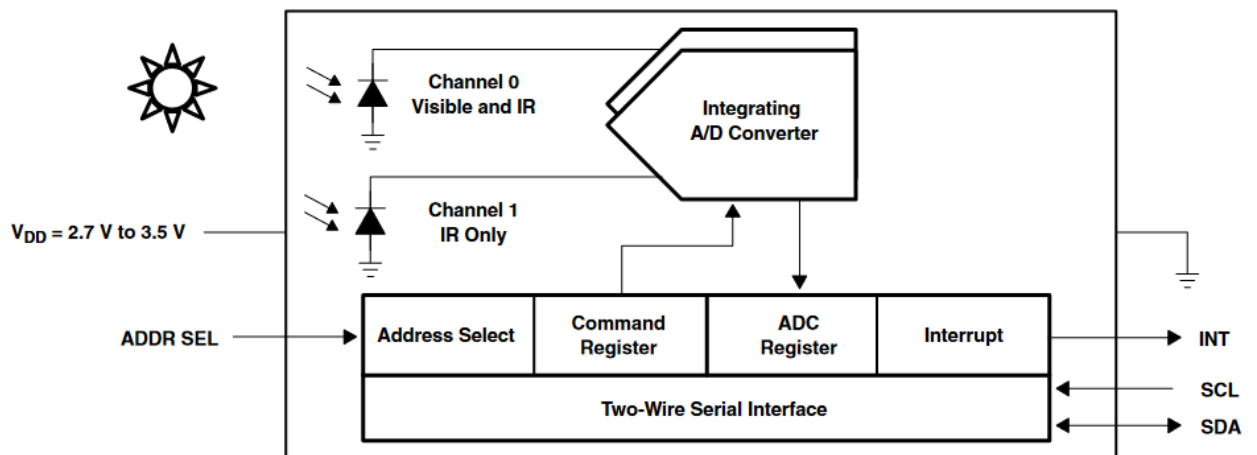 Channel 0
Visible and IR
Integrating
A/D Converter
Channel 1
IR Only
VDD = 2.7 V to 3.5 V
ADDR SEL
Address Select
Command
Register
ADC
Register
Interrupt
INT
Two-Wire Serial Interface
SCL
SDA